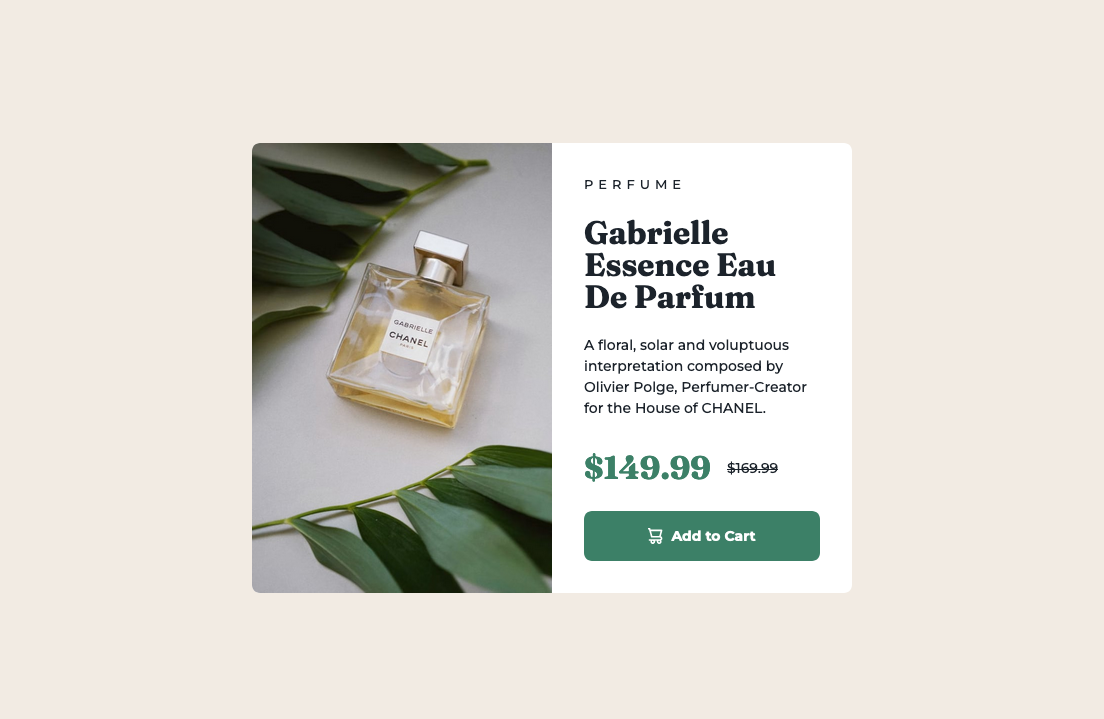 GABRIELLE
CHANEL
PARIS
PERFUME
Gabrielle
Essence Eau
De Parfum
A floral, solar and voluptuous
interpretation composed by
Olivier Polge, Perfumer-Creator
for the House of CHANEL.
$149.99 $169.99
Add to Cart